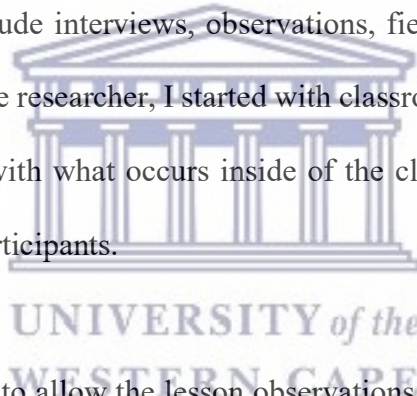 ude interviews, observations, fie
e researcher, I started with classro
with what occurs inside of the cl
rticipants.
UNIVERSITY of the
WESTERN CAPE
to allow the lesson observations